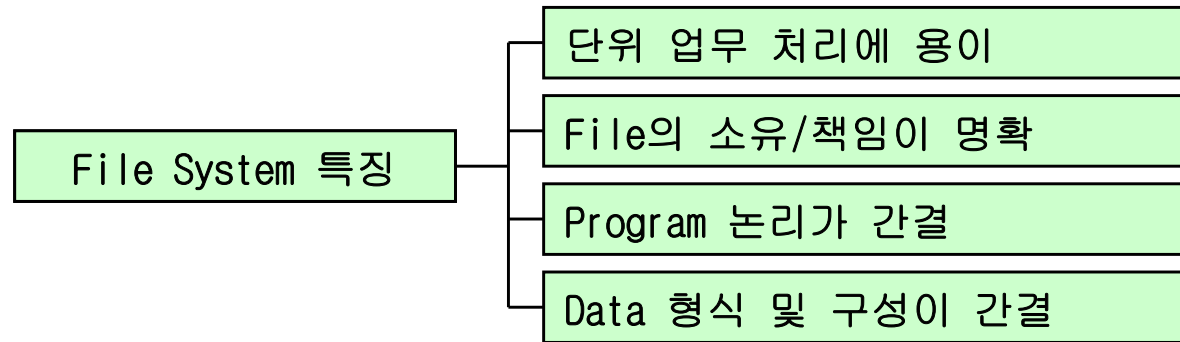 File System 특징
단위 업무 처리에 용이
File의 소유/책임이 명확
Program 논리가 간결
Data 형식 및 구성이 간결